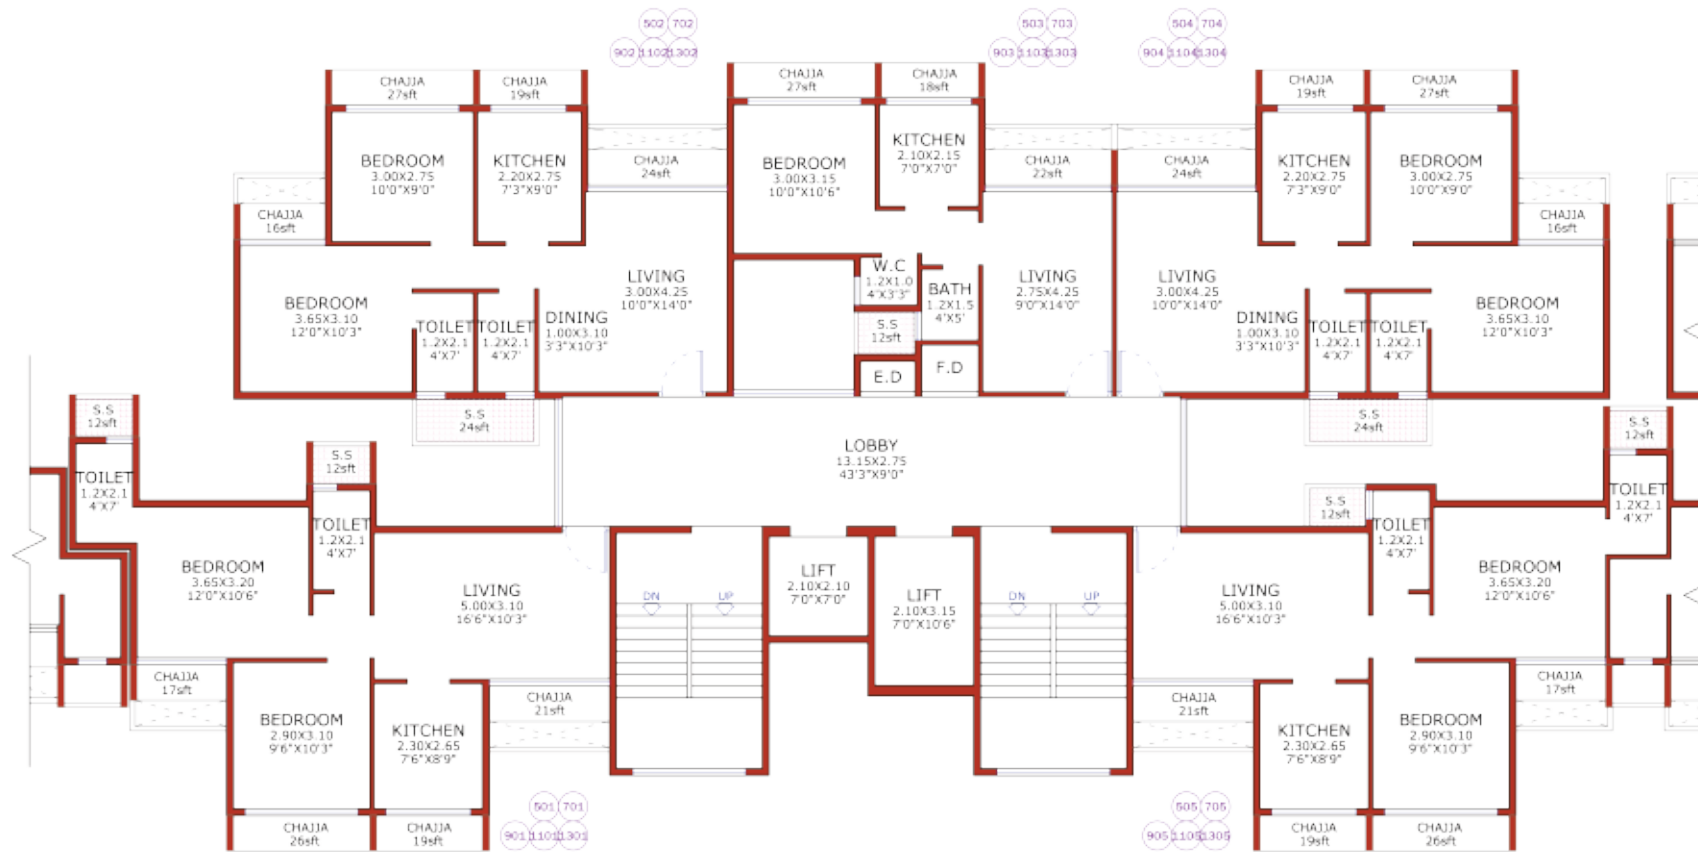 502 702
902 1102 1302
503 703
903 1103 1303
504 704
904 1104 1304
CHAJJA
27sft
CHAJJA
19sft
CHAJJA
27sft
CHAJJA
18sft
CHAJJA
19sft
CHAJJA
27sft
BEDROOM
3.00X2.75
10'0"X9'0"
KITCHEN
2.20X2.75
7'3"X9'0"
CHAJJA
24sft
BEDROOM
3.00X3.15
10'0"X10'6"
KITCHEN
2.10X2.15
7'0"X7'0"
CHAJJA
22sft
CHAJJA
24sft
KITCHEN
2.20X2.75
7'3"X9'0"
BEDROOM
3.00X2.75
10'0"X9'0"
CHAJJA
16sft
CHAJJA
16sft
BEDROOM
3.65X3.10
12'0"X10'3"
TOILET
1.2X2.1
4'X7'
TOILET
1.2X2.1
4'X7'
DINING
1.00X3.10
3'3"X10'3"
LIVING
3.00X4.25
10'0"X14'0"
W.C
1.2X1.0
4'X3'3"
BATH
1.2X1.5
4'X5'
S.S
12sft
E.D
F.D
LIVING
2.75X4.25
9'0"X14'0"
LIVING
3.00X4.25
10'0"X14'0"
DINING
1.00X3.10
3'3"X10'3"
TOILET
1.2X2.1
4'X7'
TOILET
1.2X2.1
4'X7'
BEDROOM
3.65X3.10
12'0"X10'3"
S.S
12sft
S.S
24sft
LOBBY
13.15X2.75
43'3"X9'0"
S.S
24sft
S.S
12sft
TOILET
1.2X2.1
4'X7'
S.S
12sft
TOILET
1.2X2.1
4'X7'
S.S
12sft
TOILET
1.2X2.1
4'X7'
TOILET
1.2X2.1
4'X7'
BEDROOM
3.65X3.20
12'0"X10'6"
LIVING
5.00X3.10
16'6"X10'3"
DN UP
LIFT
2.10X2.10
7'0"X7'0"
LIFT
2.10X3.15
7'0"X10'6"
DN UP
LIVING
5.00X3.10
16'6"X10'3"
BEDROOM
3.65X3.20
12'0"X10'6"
CHAJJA
17sft
BEDROOM
2.90X3.10
9'6"X10'3"
KITCHEN
2.30X2.65
7'6"X8'9"
CHAJJA
21sft
CHAJJA
21sft
KITCHEN
2.30X2.65
7'6"X8'9"
BEDROOM
2.90X3.10
9'6"X10'3"
CHAJJA
17sft
CHAJJA
26sft
CHAJJA
19sft
501 701
901 1101 1301
505 705
905 1105 1305
CHAJJA
19sft
CHAJJA
26sft